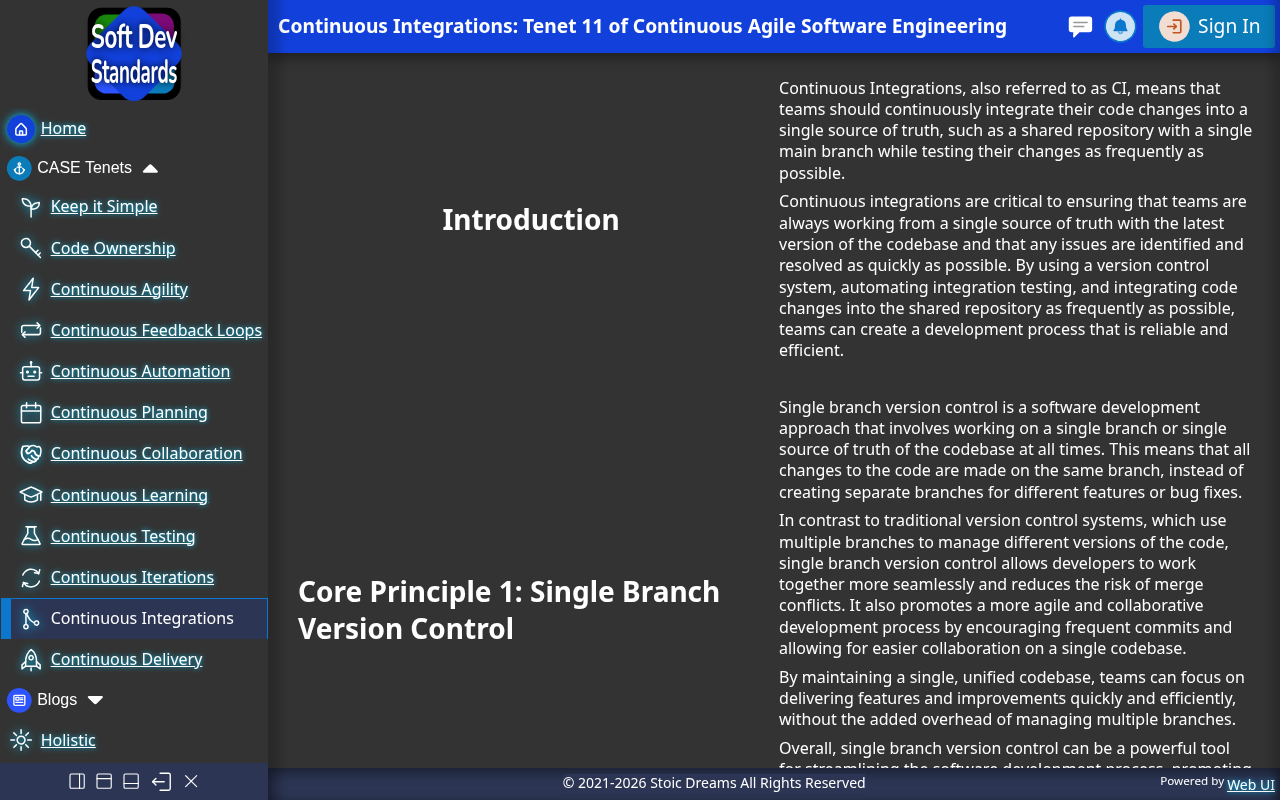 Soft Dev
Standards
Home
CASE Tenets
Keep it Simple
Code Ownership
Continuous Agility
Continuous Feedback Loops
Continuous Automation
Continuous Planning
Continuous Collaboration
Continuous Learning
Continuous Testing
Continuous Iterations
Continuous Integrations
Continuous Delivery
Blogs
Holistic
Continuous Integrations: Tenet 11 of Continuous Agile Software Engineering
Sign In
Introduction
Continuous Integrations, also referred to as CI, means that
teams should continuously integrate their code changes into a
single source of truth, such as a shared repository with a single
main branch while testing their changes as frequently as
possible.
Continuous integrations are critical to ensuring that teams are
always working from a single source of truth with the latest
version of the codebase and that any issues are identified and
resolved as quickly as possible. By using a version control
system, automating integration testing, and integrating code
changes into the shared repository as frequently as possible,
teams can create a development process that is reliable and
efficient.
Core Principle 1: Single Branch
Version Control
Single branch version control is a software development
approach that involves working on a single branch or single
source of truth of the codebase at all times. This means that all
changes to the code are made on the same branch, instead of
creating separate branches for different features or bug fixes.
In contrast to traditional version control systems, which use
multiple branches to manage different versions of the code,
single branch version control allows developers to work
together more seamlessly and reduces the risk of merge
conflicts. It also promotes a more agile and collaborative
development process by encouraging frequent commits and
allowing for easier collaboration on a single codebase.
By maintaining a single, unified codebase, teams can focus on
delivering features and improvements quickly and efficiently,
without the added overhead of managing multiple branches.
Overall, single branch version control can be a powerful tool
for streamlining the software development process, promoting
© 2021-2026 Stoic Dreams All Rights Reserved
Powered by Web UI